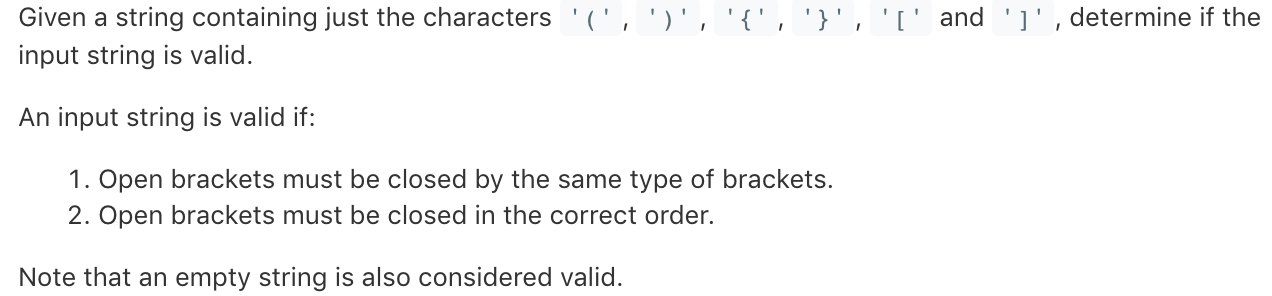 Given a string containing just the characters '(', ')', '{', '}', '[' and ']', determine if the
input string is valid.
An input string is valid if:
1. Open brackets must be closed by the same type of brackets.
2. Open brackets must be closed in the correct order.
Note that an empty string is also considered valid.